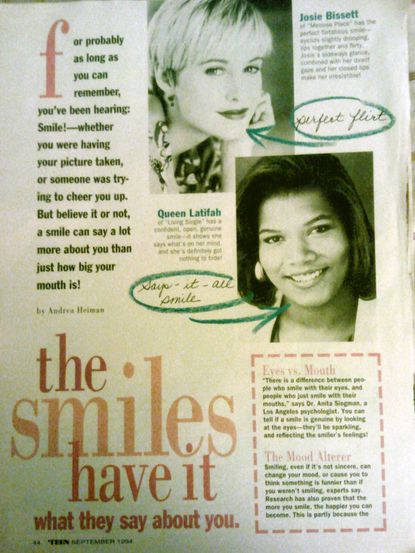 for probably
as long as
you can
remember,
you've been hearing:
Smile!—whether
you were having
your picture taken,
or someone was try-
ing to cheer you up.
But believe it or not,
a smile can say a lot
more about you than
just how big your
mouth is!
by Andrea Heiman
Josie Bissett
of "Melrose Place" has the
perfect flirtatious smile—
eyelids slightly drooping,
lips together and flirty.
Josie's sideways glance,
combined with her direct
gaze and her closed lips
make her irresistible!
perfect flirt
Queen Latifah
of "Living Single" has a
confident, open, genuine
smile—it shows she
says what's on her mind,
and she's definitely got
nothing to hide!
Says-it-all
smile
the
smiles
have it
what they say about you.
Eyes vs. Mouth
"There is a difference between peo-
ple who smile with their eyes, and
people who just smile with their
mouths," says Dr. Anita Siegman, a
Los Angeles psychologist. You can
tell if a smile is genuine by looking
at the eyes—they'll be sparkling,
and reflecting the smiler's feelings!
The Mood Alterer
Smiling, even if it's not sincere, can
change your mood, or cause you to
think something is funnier than if
you weren't smiling, experts say.
Research has also proven that the
more you smile, the happier you can
become. This is partly because the
44 'TEEN SEPTEMBER 1994